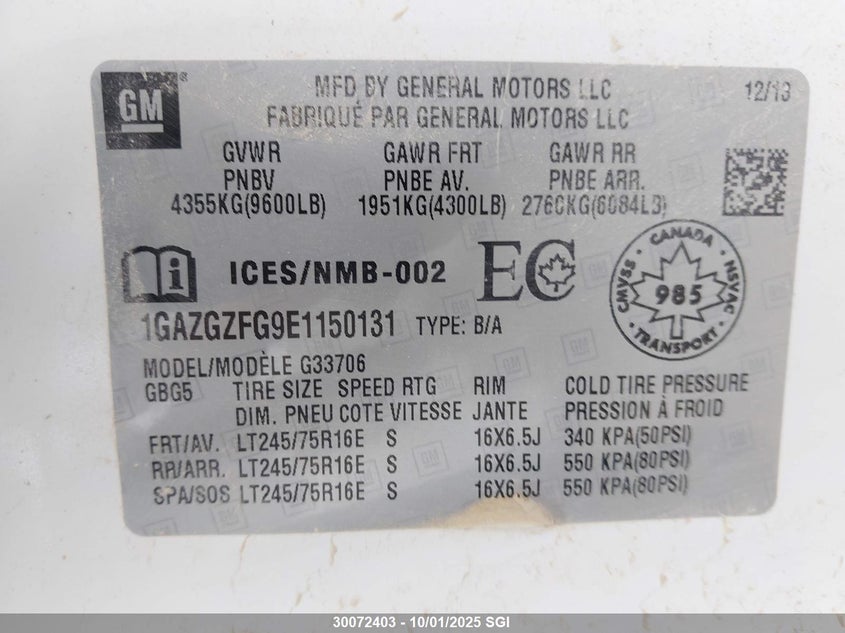 GM
MFD BY GENERAL MOTORS LLC
12/13
FABRIQUÉ PAR GENERAL MOTORS LLC
GVWR GAWR FRT GAWR RR
PNBV PNBE AV. PNBE ARR.
4355KG(9600LB) 1951KG(4300LB) 2760KG(6084LB)
i ICES/NMB-002 EC
CANADA
CMVSS 985 NSVAC
TRANSPORT
1GAZGZFG9E1150131 TYPE: B/A
MODEL/MODÈLE G33706
GBG5 TIRE SIZE SPEED RTG RIM COLD TIRE PRESSURE
DIM. PNEU COTE VITESSE JANTE PRESSION À FROID
FRT/AV. LT245/75R16E S 16X6.5J 340 KPA(50PSI)
RR/ARR. LT245/75R16E S 16X6.5J 550 KPA(80PSI)
SPA/SOS LT245/75R16E S 16X6.5J 550 KPA(80PSI)
30072403 - 10/01/2025 SGI